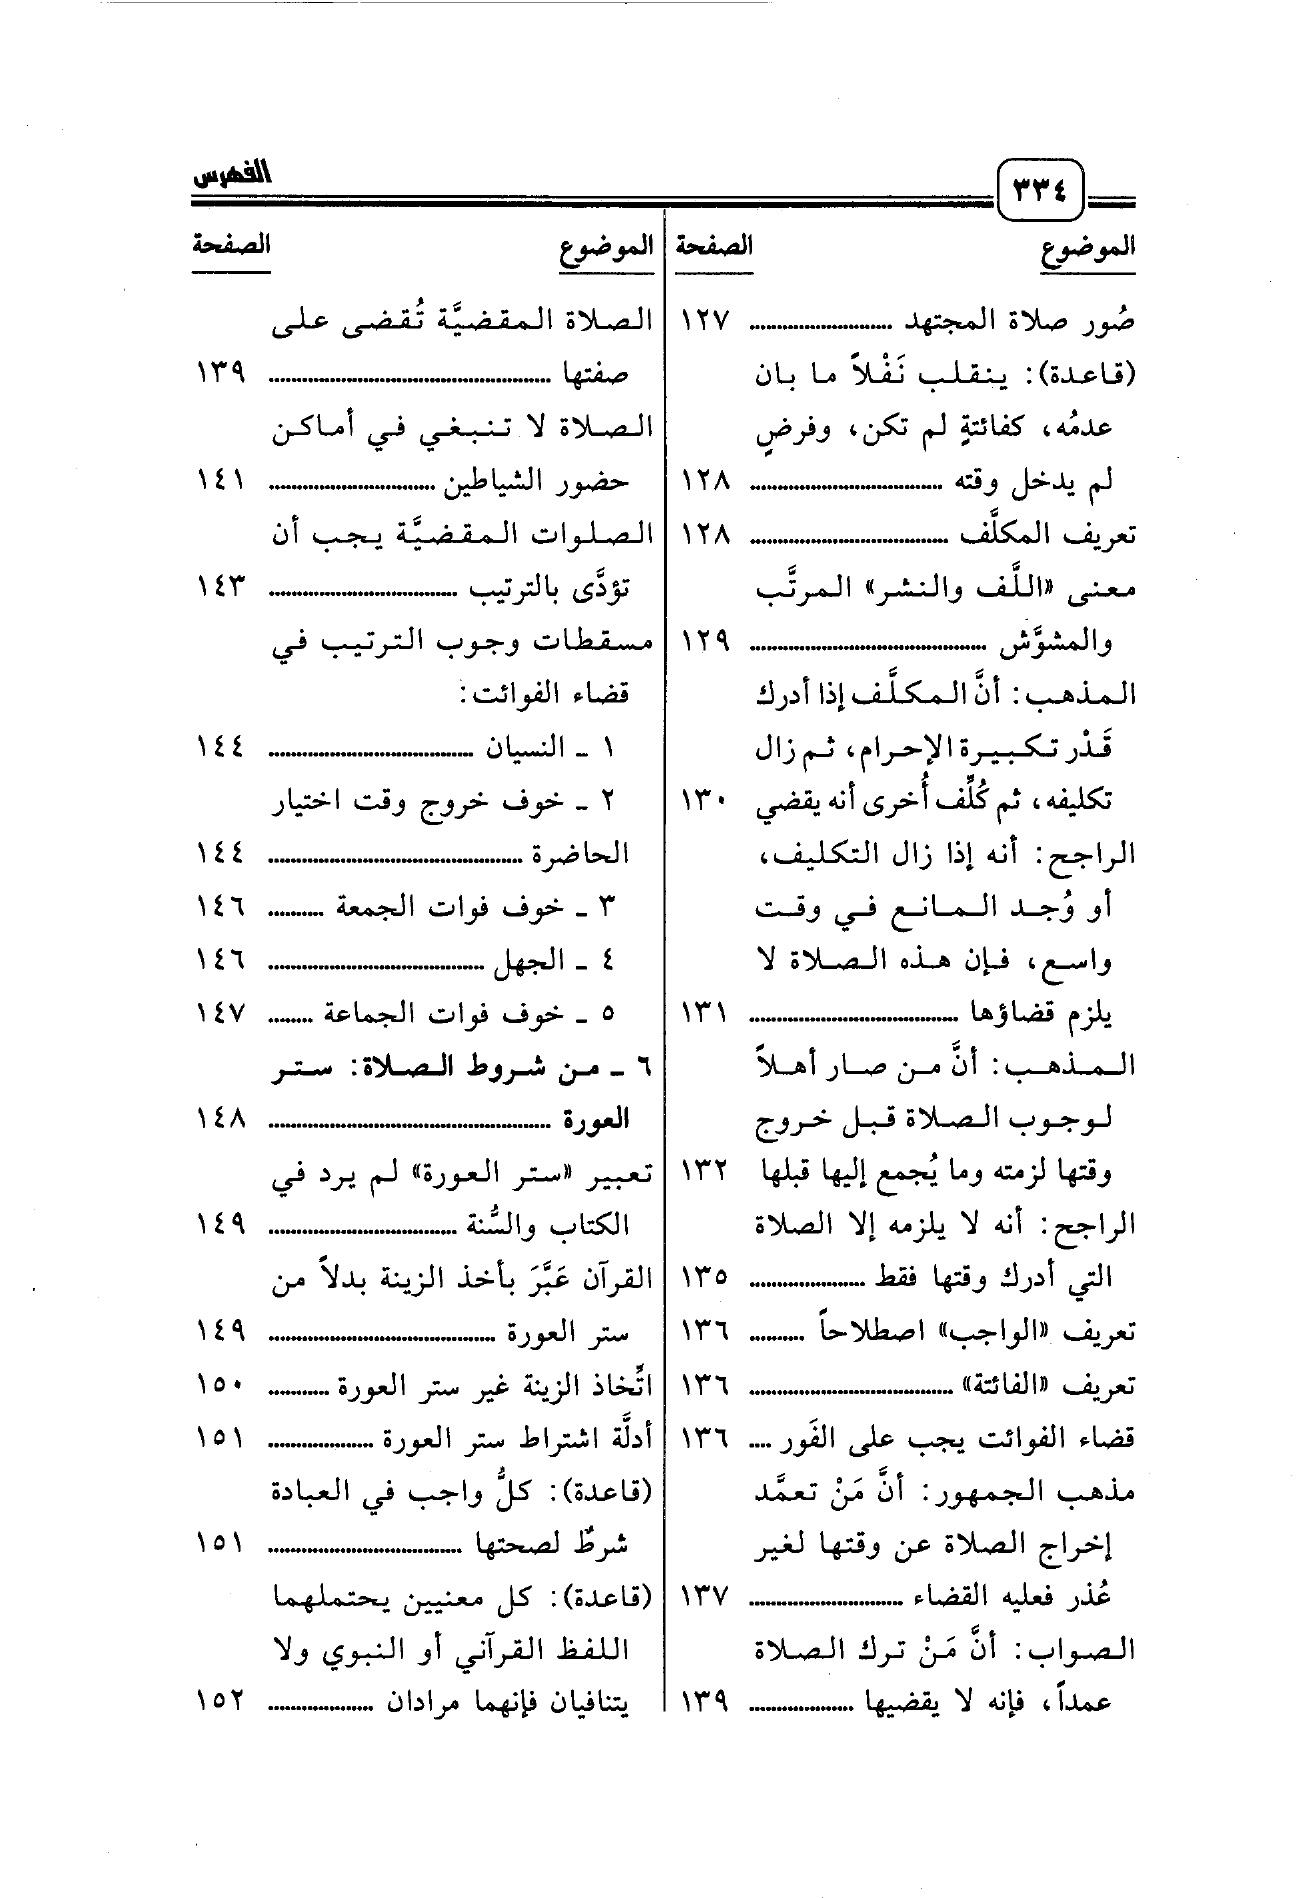 ٣٣٤
الفهرس
الموضوع الصفحة
صُور صلاة المجتهد ١٢٧
(قاعدة): ينقلب نَفْلاً ما بان
عدمُه، كفائتةٍ لم تكن، وفرضٍ
لم يدخل وقته ١٢٨
تعريف المكلَّف ١٢٨
معنى «اللَّف والنشر» المرتَّب
والمشوَّش ١٢٩
المذهب: أنَّ المكلَّف إذا أدرك
قَدْر تكبيرة الإحرام، ثم زال
تكليفه، ثم كُلِّف أُخرى أنه يقضي ١٣٠
الراجح: أنه إذا زال التكليف،
أو وُجد المانع في وقت
واسع، فإن هذه الصلاة لا
يلزم قضاؤها ١٣١
المذهب: أنَّ من صار أهلاً
لوجوب الصلاة قبل خروج
وقتها لزمته وما يُجمع إليها قبلها ١٣٢
الراجح: أنه لا يلزمه إلا الصلاة
التي أدرك وقتها فقط ١٣٥
تعريف «الواجب» اصطلاحاً ١٣٦
تعريف «الفائتة» ١٣٦
قضاء الفوائت يجب على الفَور ١٣٦
مذهب الجمهور: أنَّ مَنْ تعمَّد
إخراج الصلاة عن وقتها لغير
عُذر فعليه القضاء ١٣٧
الصواب: أنَّ مَنْ ترك الصلاة
عمداً، فإنه لا يقضيها ١٣٩
الموضوع الصفحة
الصلاة المقضيَّة تُقضى على
صفتها ١٣٩
الصلاة لا تنبغي في أماكن
حضور الشياطين ١٤١
الصلوات المقضيَّة يجب أن
تؤدَّى بالترتيب ١٤٣
مسقطات وجوب الترتيب في
قضاء الفوائت:
١ ـ النسيان ١٤٤
٢ ـ خوف خروج وقت اختيار
الحاضرة ١٤٤
٣ ـ خوف فوات الجمعة ١٤٦
٤ ـ الجهل ١٤٦
٥ ـ خوف فوات الجماعة ١٤٧
٦ ـ من شروط الصلاة: ستر
العورة ١٤٨
تعبير «ستر العورة» لم يرد في
الكتاب والسُّنة ١٤٩
القرآن عَبَّرَ بأخذ الزينة بدلاً من
ستر العورة ١٤٩
اتِّخاذ الزينة غير ستر العورة ١٥٠
أدلَّة اشتراط ستر العورة ١٥١
(قاعدة): كلُّ واجب في العبادة
شرطٌ لصحتها ١٥١
(قاعدة): كل معنيين يحتملهما
اللفظ القرآني أو النبوي ولا
يتنافيان فإنهما مرادان ١٥٢